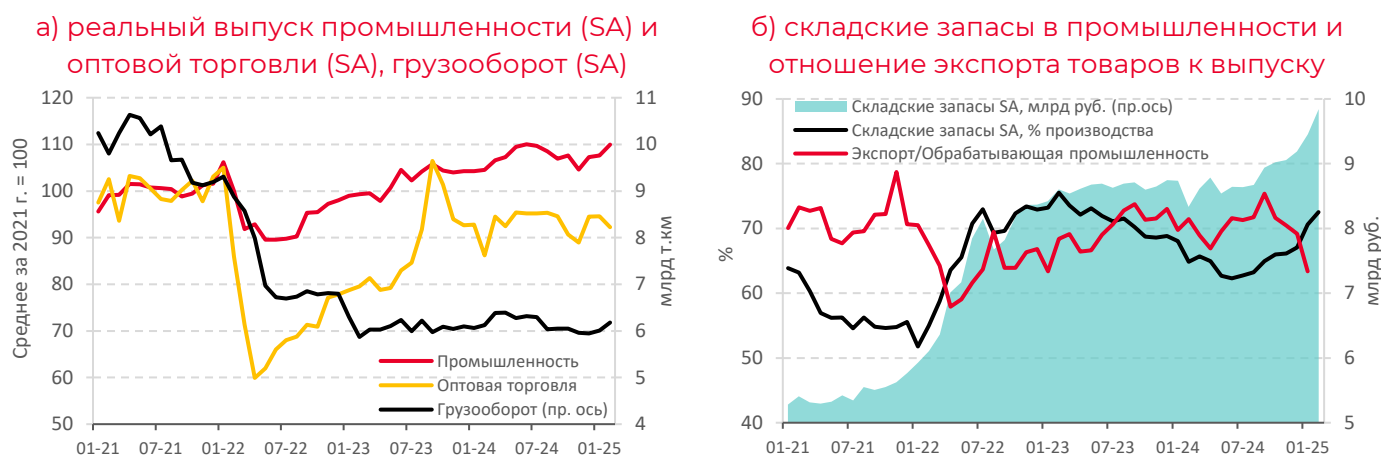 а) реальный выпуск промышленности (SA) и
оптовой торговли (SA), грузооборот (SA)
120
110
100
90
80
70
60
50
Среднее за 2021 г. = 100
11
10
9
8
7
6
5
4
млрд т.км
Промышленность
Оптовая торговля
Грузооборот (пр. ось)
01-21 07-21 01-22 07-22 01-23 07-23 01-24 07-24 01-25
б) складские запасы в промышленности и
отношение экспорта товаров к выпуску
90
80
70
60
50
40
%
10
9
8
7
6
5
млрд руб.
Складские запасы SA, млрд руб. (пр.ось)
Складские запасы SA, % производства
Экспорт/Обрабатывающая промышленность
01-21 07-21 01-22 07-22 01-23 07-23 01-24 07-24 01-25